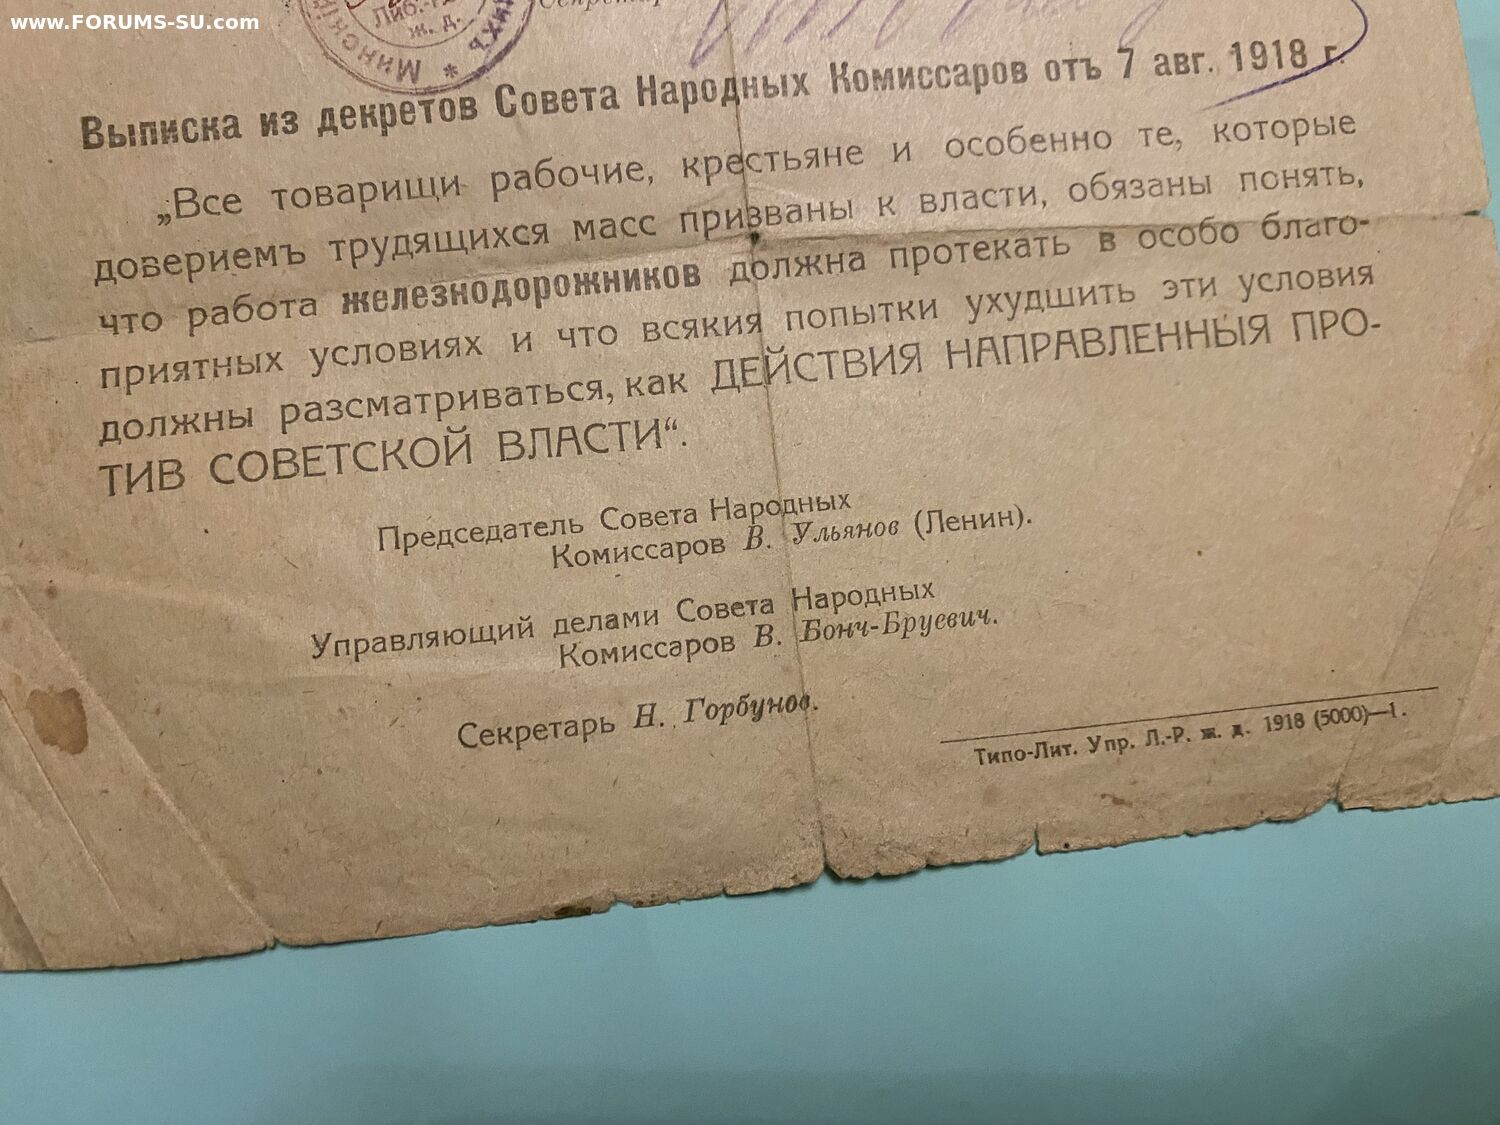 www.FORUMS-SU.com
Либ.-Р
ж. д.
Минскі
Секретар
Выписка из декретов Совета Народных Комиссаров отъ 7 авг. 1918 г.
„Все товарищи рабочие, крестьяне и особенно те, которые
довериемъ трудящихся масс призваны к власти, обязаны понять,
что работа железнодорожников должна протекать в особо благо-
приятных условиях и что всякия попытки ухудшить эти условия
должны разсматриваться, как ДЕЙСТВИЯ НАПРАВЛЕННЫЯ ПРО-
ТИВ СОВЕТСКОЙ ВЛАСТИ“.
Председатель Совета Народных
Комиссаров В. Ульянов (Ленин).
Управляющий делами Совета Народных
Комиссаров В. Бонч-Бруевич.
Секретарь Н. Горбунов.
Типо-Лит. Упр. Л.-Р. ж. д. 1918 (5000)—1.